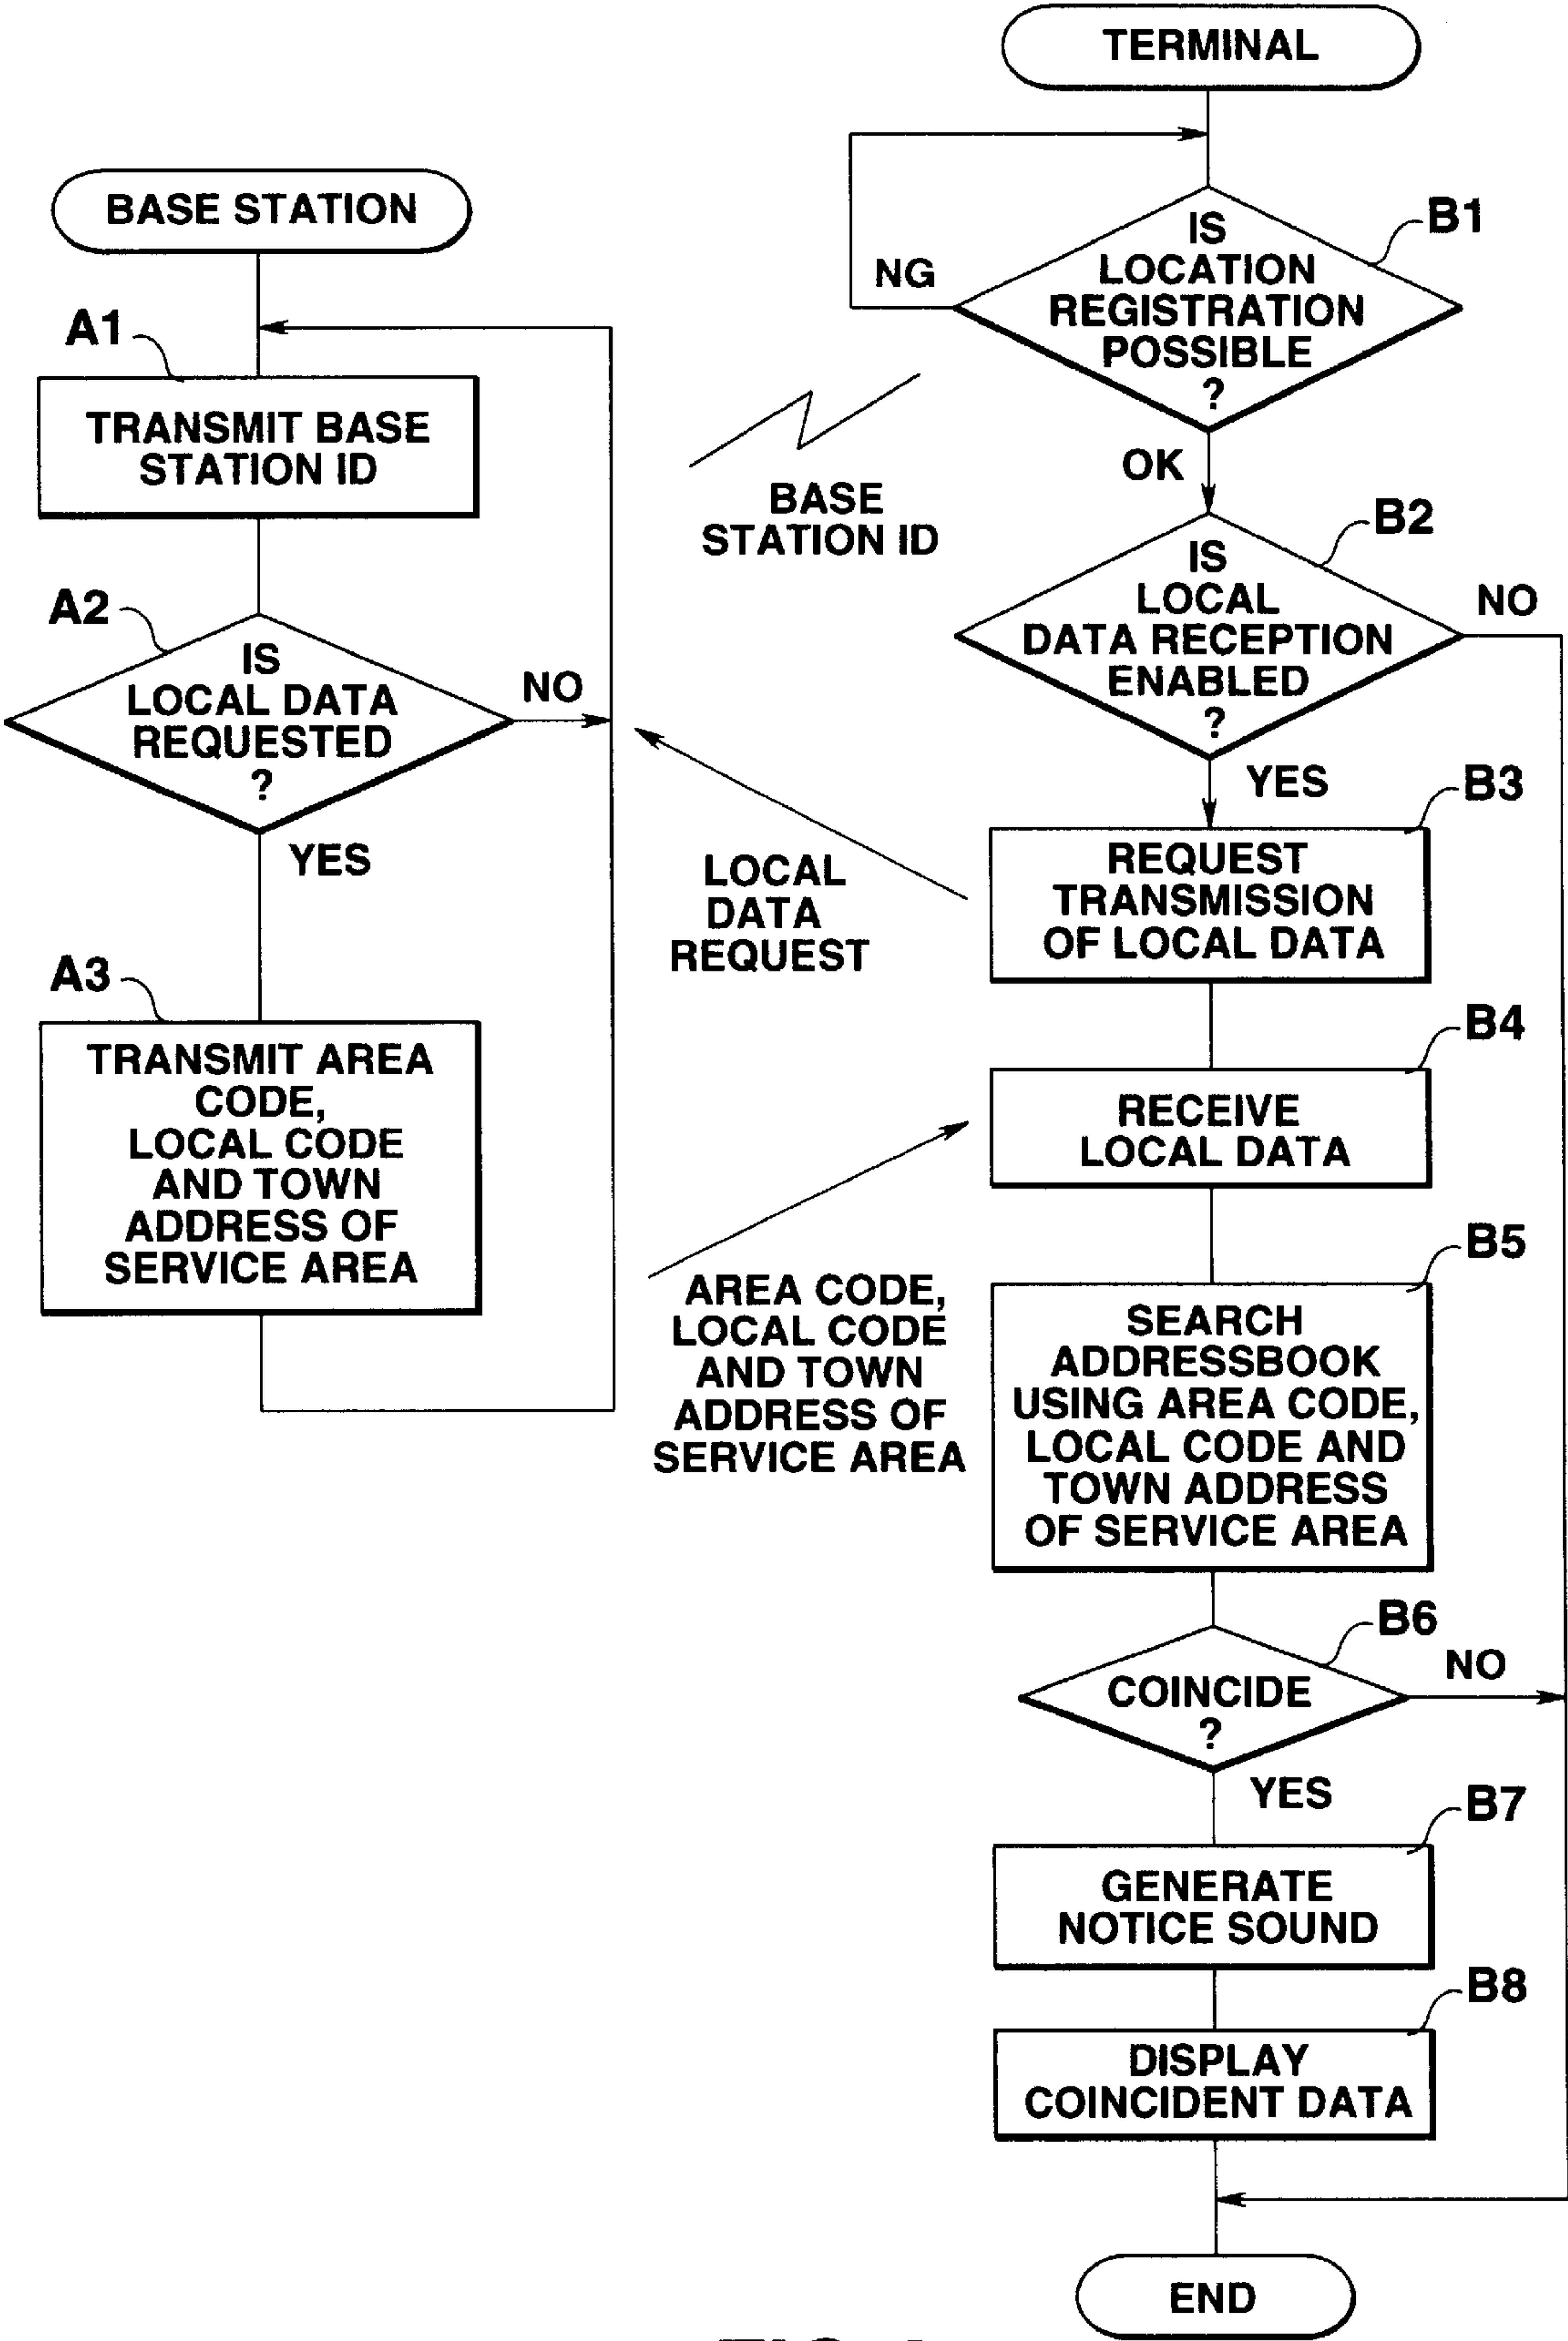 BASE STATION
A1
TRANSMIT BASE
STATION ID
A2
IS
LOCAL DATA
REQUESTED
?
NO
YES
A3
TRANSMIT AREA
CODE,
LOCAL CODE
AND TOWN
ADDRESS OF
SERVICE AREA
BASE
STATION ID
LOCAL
DATA
REQUEST
AREA CODE,
LOCAL CODE
AND TOWN
ADDRESS OF
SERVICE AREA
TERMINAL
B1
IS
LOCATION
REGISTRATION
POSSIBLE
?
NG
OK
B2
IS
LOCAL
DATA RECEPTION
ENABLED
?
NO
YES
B3
REQUEST
TRANSMISSION
OF LOCAL DATA
B4
RECEIVE
LOCAL DATA
B5
SEARCH
ADDRESSBOOK
USING AREA CODE,
LOCAL CODE AND
TOWN ADDRESS
OF SERVICE AREA
B6
COINCIDE
?
NO
YES
B7
GENERATE
NOTICE SOUND
B8
DISPLAY
COINCIDENT DATA
END